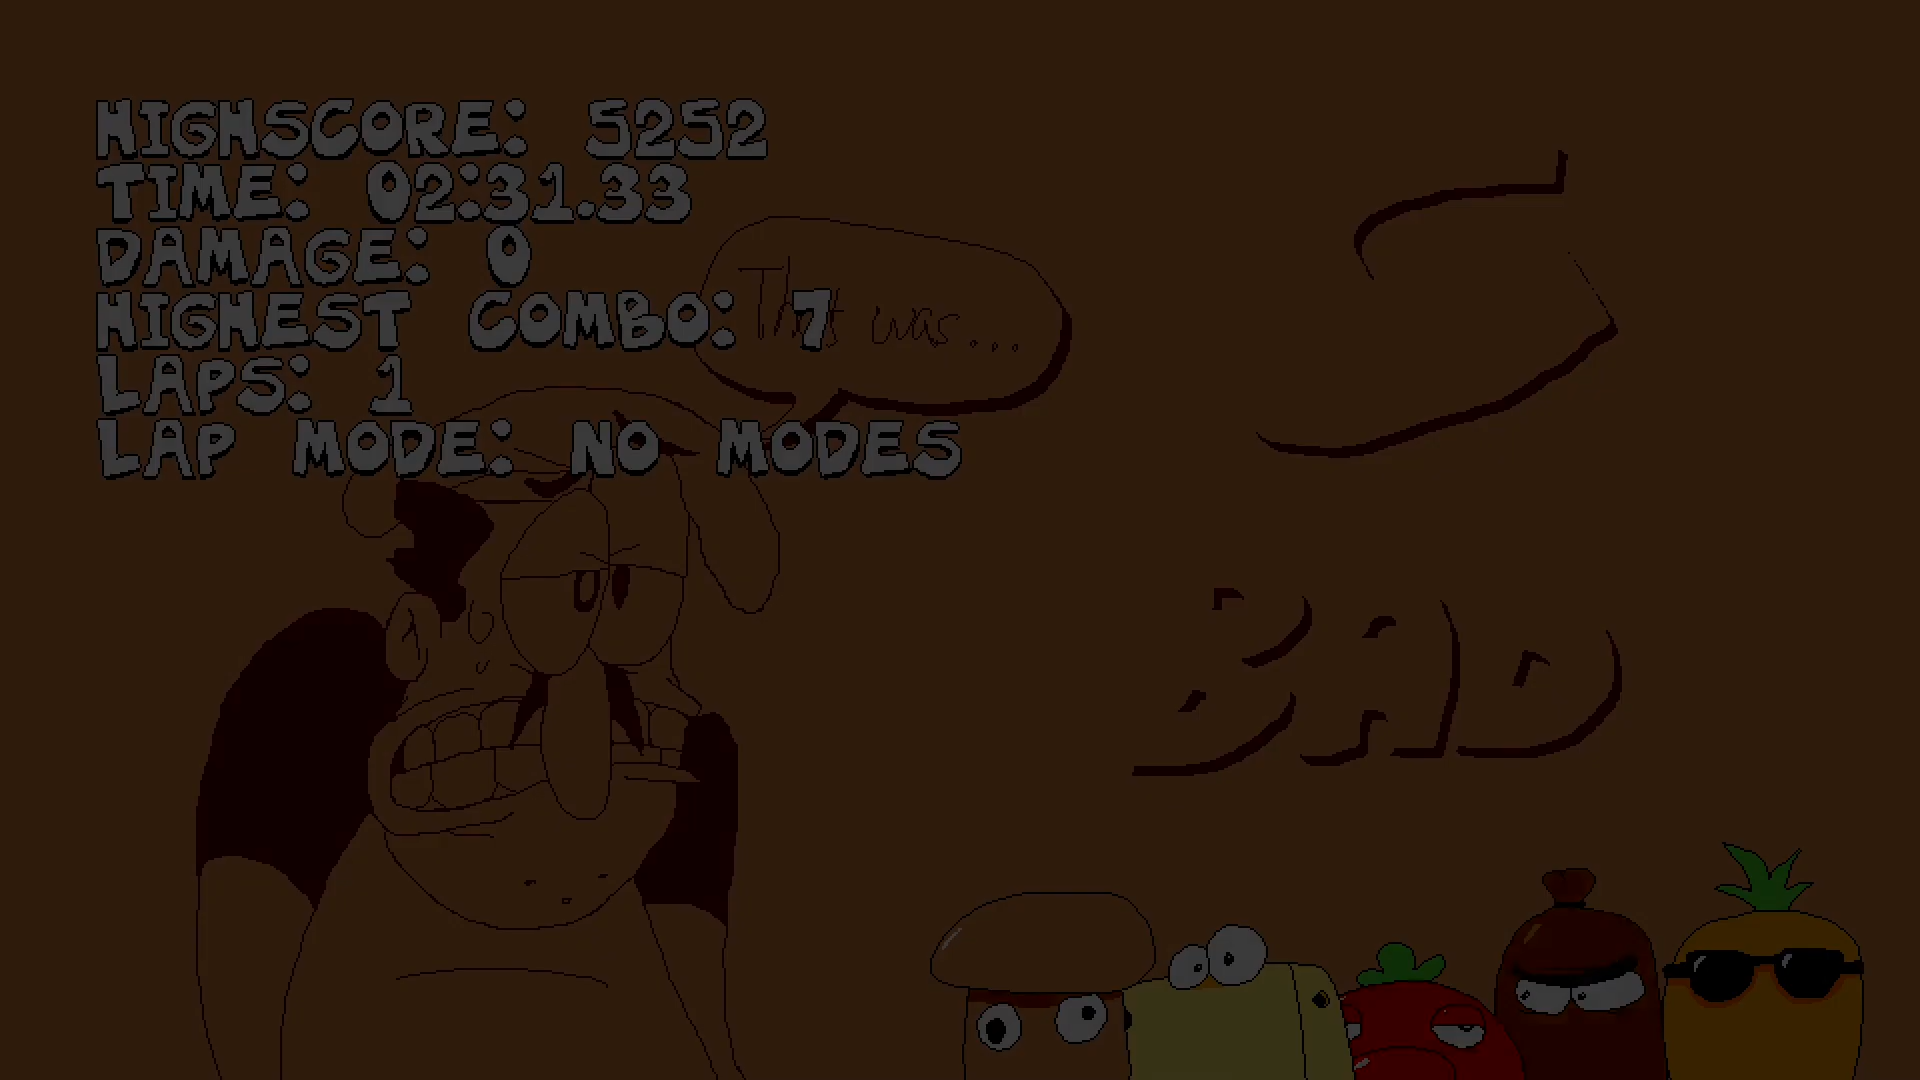 HIGHSCORE: 5252
TIME: 02:31.33
DAMAGE: 0
HIGHEST COMBO: 7
LAPS: 1
LAP MODE: NO MODES
That was...
S
BAD